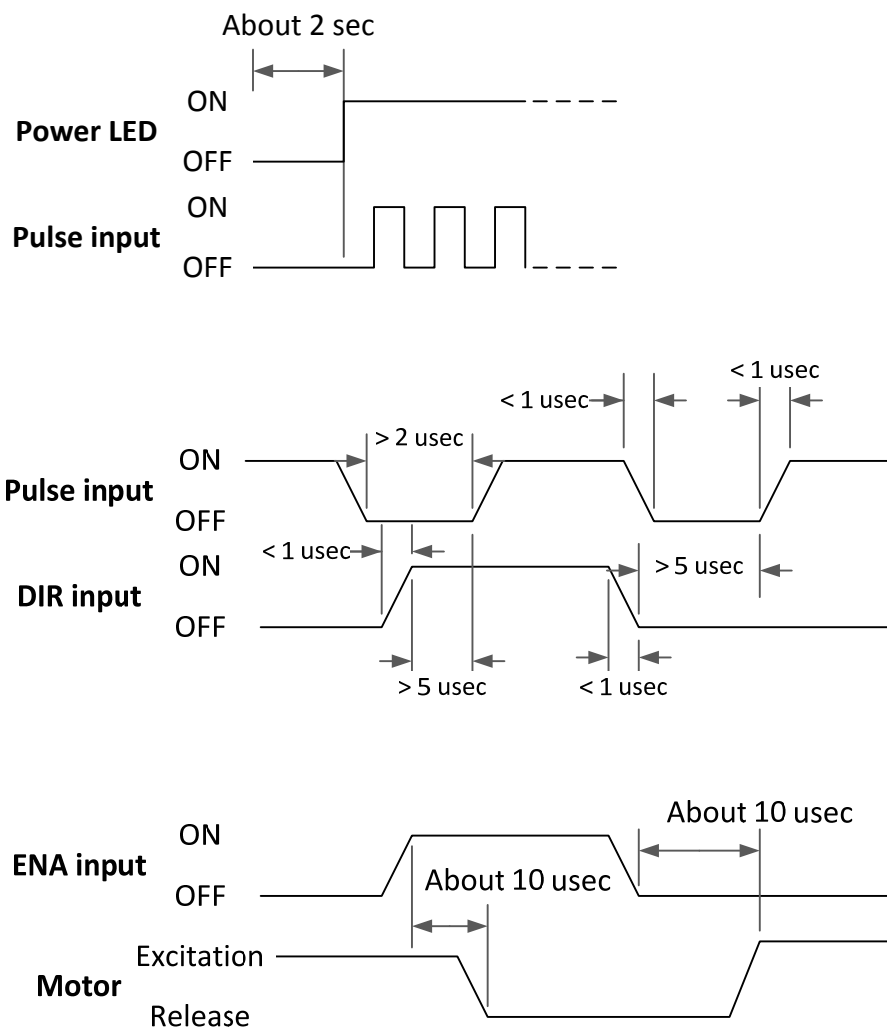 About 2 sec
ON
Power LED
OFF
ON
Pulse input
OFF
< 1 usec
< 1 usec
> 2 usec
ON
Pulse input
OFF
< 1 usec
ON
> 5 usec
DIR input
OFF
> 5 usec
< 1 usec
About 10 usec
ON
ENA input
About 10 usec
OFF
Excitation
Motor
Release